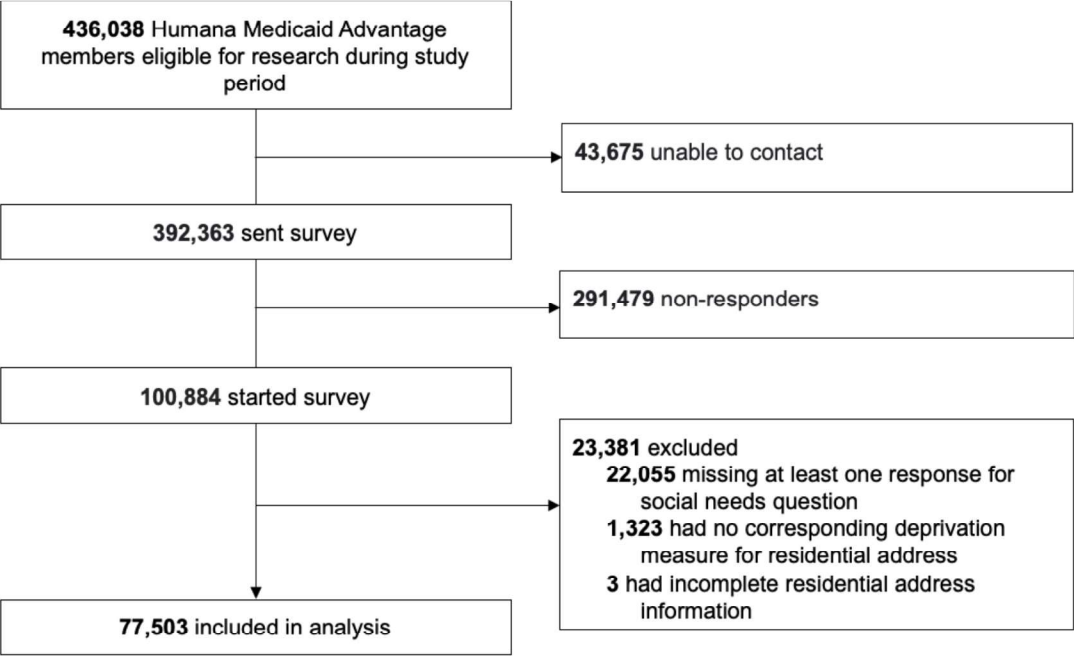 436,038 Humana Medicaid Advantage
members eligible for research during study
period
43,675 unable to contact
392,363 sent survey
291,479 non-responders
100,884 started survey
23,381 excluded
22,055 missing at least one response for
social needs question
1,323 had no corresponding deprivation
measure for residential address
3 had incomplete residential address
information
77,503 included in analysis